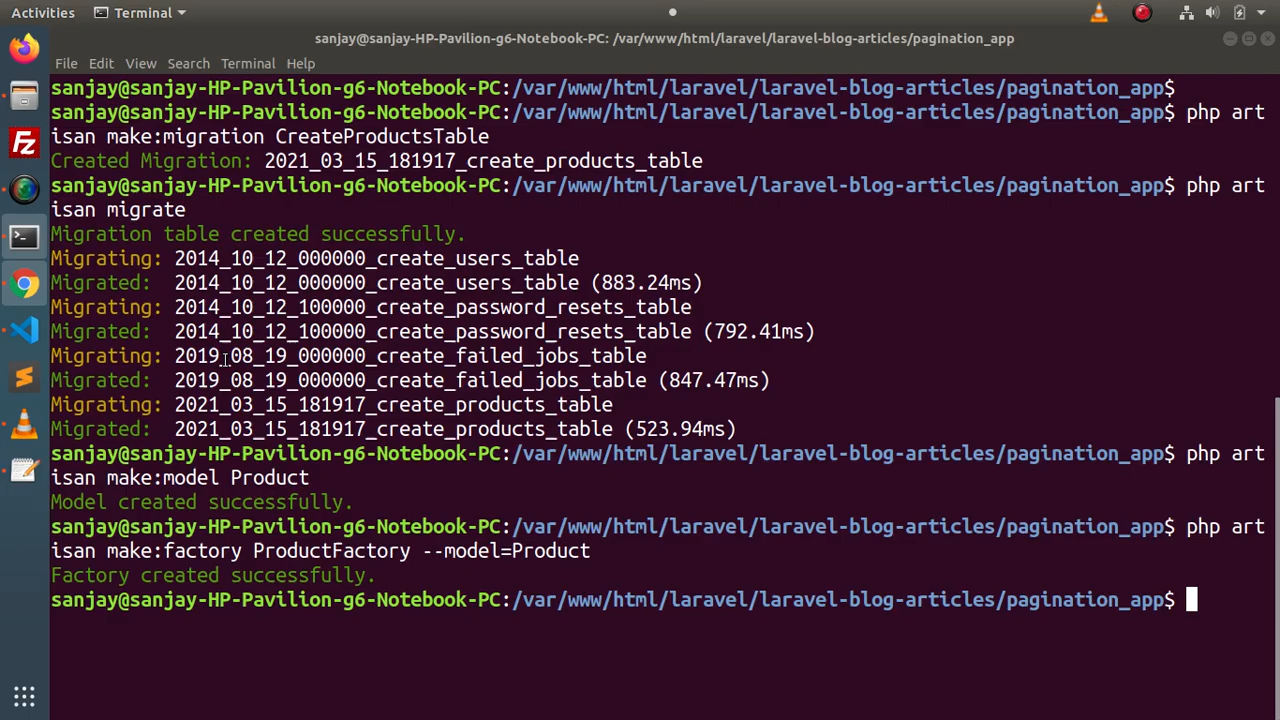 Activities Terminal
sanjay@sanjay-HP-Pavilion-g6-Notebook-PC: /var/www/html/laravel/laravel-blog-articles/pagination_app
File Edit View Search Terminal Help
sanjay@sanjay-HP-Pavilion-g6-Notebook-PC:/var/www/html/laravel/laravel-blog-articles/pagination_app$
sanjay@sanjay-HP-Pavilion-g6-Notebook-PC:/var/www/html/laravel/laravel-blog-articles/pagination_app$ php art
isan make:migration CreateProductsTable
Created Migration: 2021_03_15_181917_create_products_table
sanjay@sanjay-HP-Pavilion-g6-Notebook-PC:/var/www/html/laravel/laravel-blog-articles/pagination_app$ php art
isan migrate
Migration table created successfully.
Migrating: 2014_10_12_000000_create_users_table
Migrated:  2014_10_12_000000_create_users_table (883.24ms)
Migrating: 2014_10_12_100000_create_password_resets_table
Migrated:  2014_10_12_100000_create_password_resets_table (792.41ms)
Migrating: 2019_08_19_000000_create_failed_jobs_table
Migrated:  2019_08_19_000000_create_failed_jobs_table (847.47ms)
Migrating: 2021_03_15_181917_create_products_table
Migrated:  2021_03_15_181917_create_products_table (523.94ms)
sanjay@sanjay-HP-Pavilion-g6-Notebook-PC:/var/www/html/laravel/laravel-blog-articles/pagination_app$ php art
isan make:model Product
Model created successfully.
sanjay@sanjay-HP-Pavilion-g6-Notebook-PC:/var/www/html/laravel/laravel-blog-articles/pagination_app$ php art
isan make:factory ProductFactory --model=Product
Factory created successfully.
sanjay@sanjay-HP-Pavilion-g6-Notebook-PC:/var/www/html/laravel/laravel-blog-articles/pagination_app$